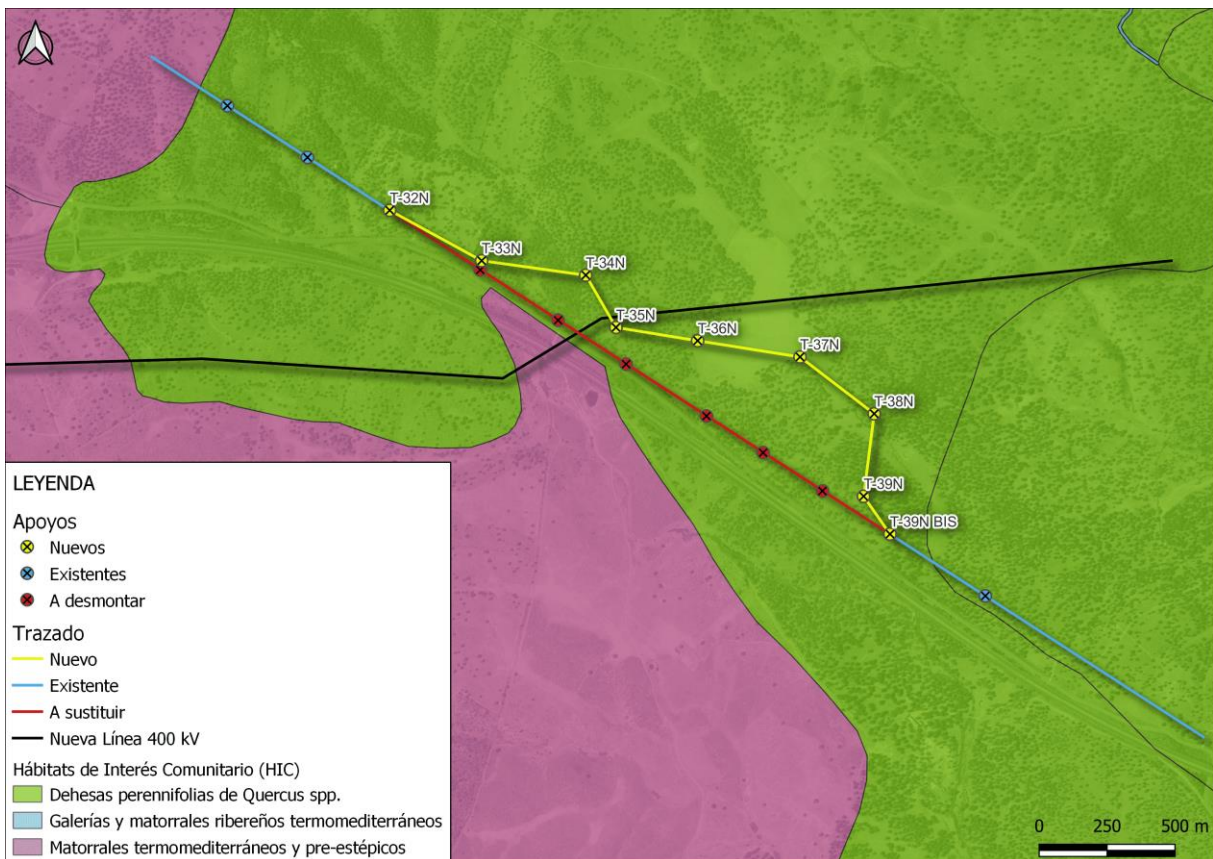 T-32N
T-33N
T-34N
T-35N
T-36N
T-37N
T-38N
T-39N
T-39N BIS
LEYENDA
Apoyos
Nuevos
Existentes
A desmontar
Trazado
Nuevo
Existente
A sustituir
Nueva Línea 400 kV
Hábitats de Interés Comunitario (HIC)
Dehesas perennifolias de Quercus spp.
Galerías y matorrales ribereños termomediterráneos
Matorrales termomediterráneos y pre-estépicos
0 250 500 m